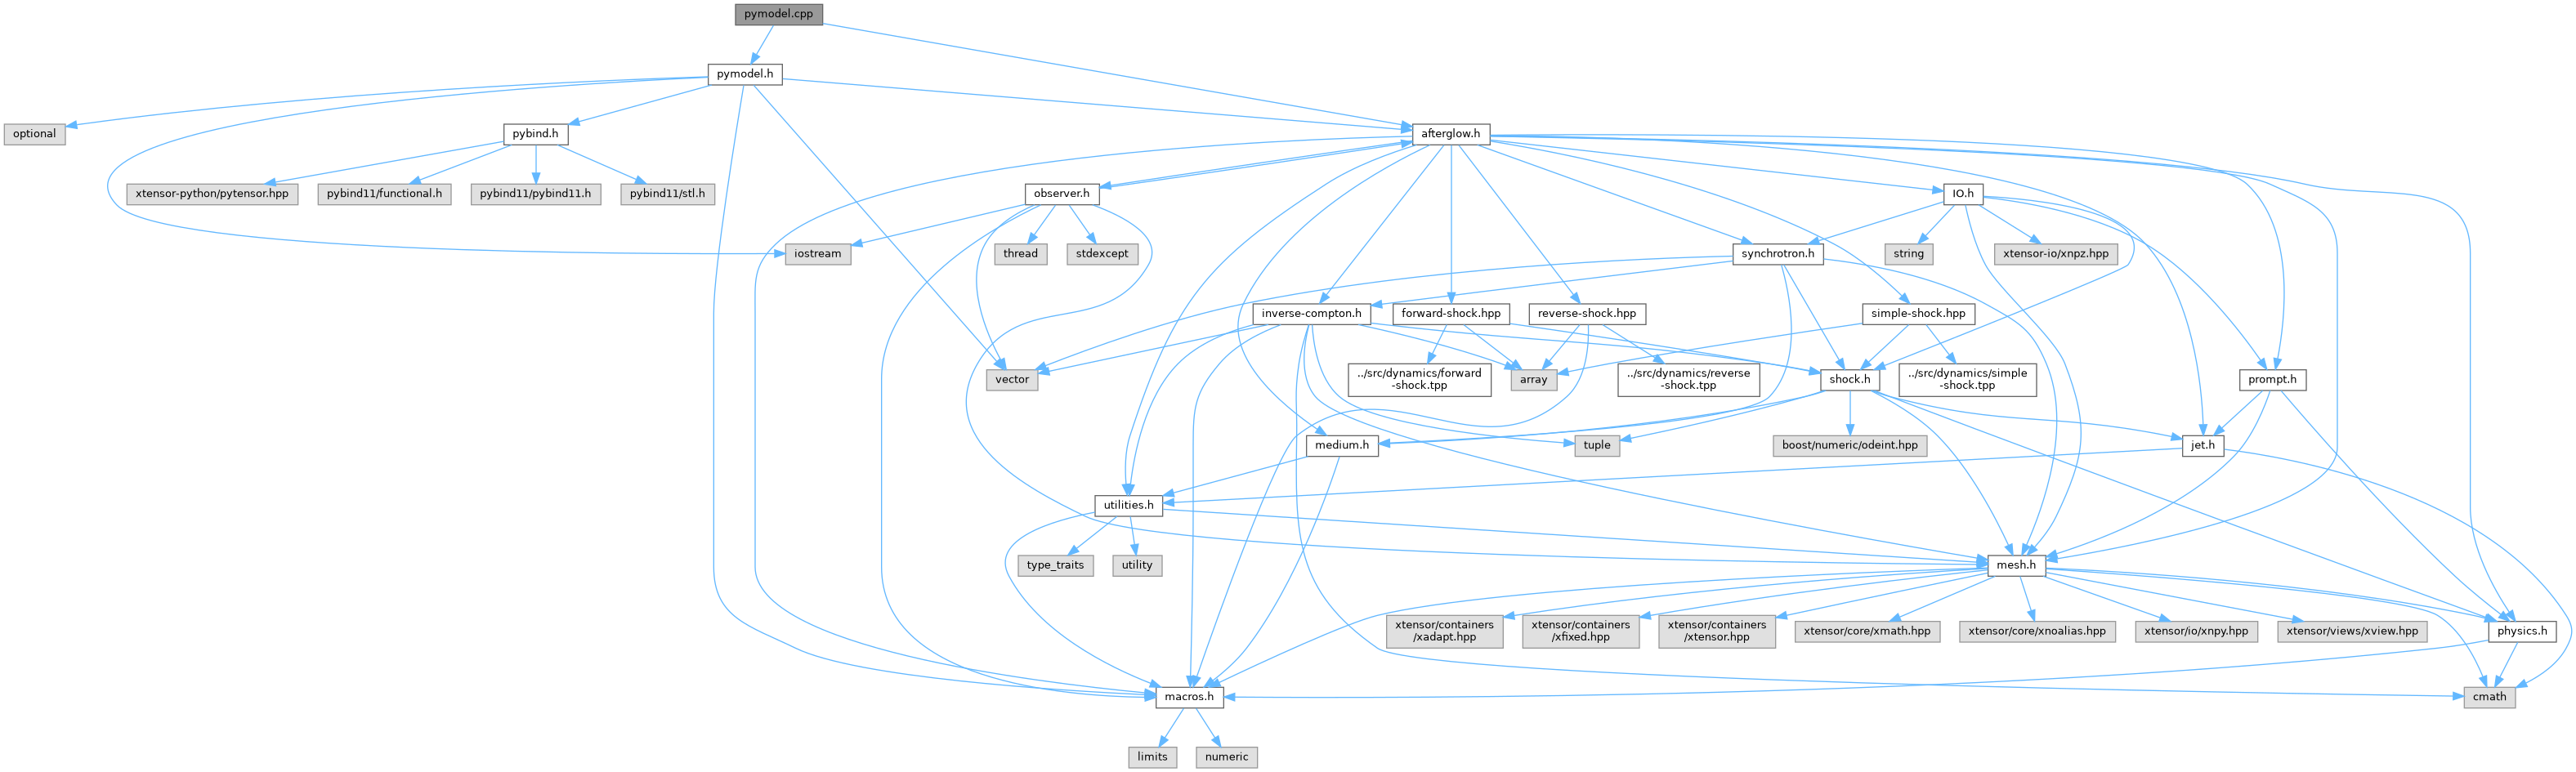 pymodel.cpp
pymodel.h
optional
pybind.h
afterglow.h
xtensor-python/pytensor.hpp
pybind11/functional.h
pybind11/pybind11.h
pybind11/stl.h
observer.h
IO.h
iostream
thread
stdexcept
synchrotron.h
string
xtensor-io/xnpz.hpp
inverse-compton.h
forward-shock.hpp
reverse-shock.hpp
simple-shock.hpp
vector
../src/dynamics/forward
-shock.tpp
array
../src/dynamics/reverse
-shock.tpp
shock.h
../src/dynamics/simple
-shock.tpp
prompt.h
medium.h
tuple
boost/numeric/odeint.hpp
jet.h
utilities.h
type_traits
utility
mesh.h
xtensor/containers
/xadapt.hpp
xtensor/containers
/xfixed.hpp
xtensor/containers
/xtensor.hpp
xtensor/core/xmath.hpp
xtensor/core/xnoalias.hpp
xtensor/io/xnpy.hpp
xtensor/views/xview.hpp
physics.h
macros.h
cmath
limits
numeric